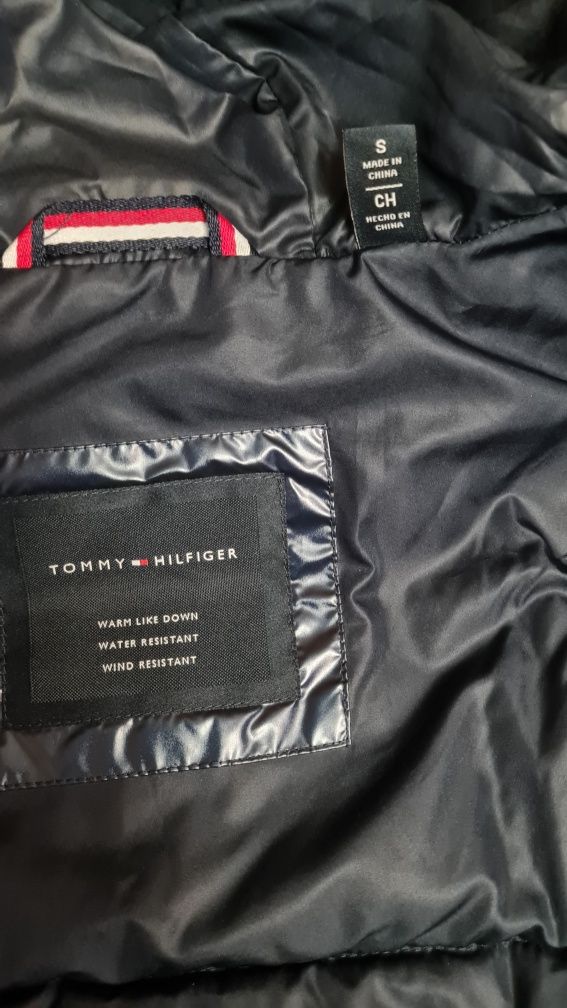 S
MADE IN
CHINA
CH
HECHO EN
CHINA
TOMMY HILFIGER
WARM LIKE DOWN
WATER RESISTANT
WIND RESISTANT